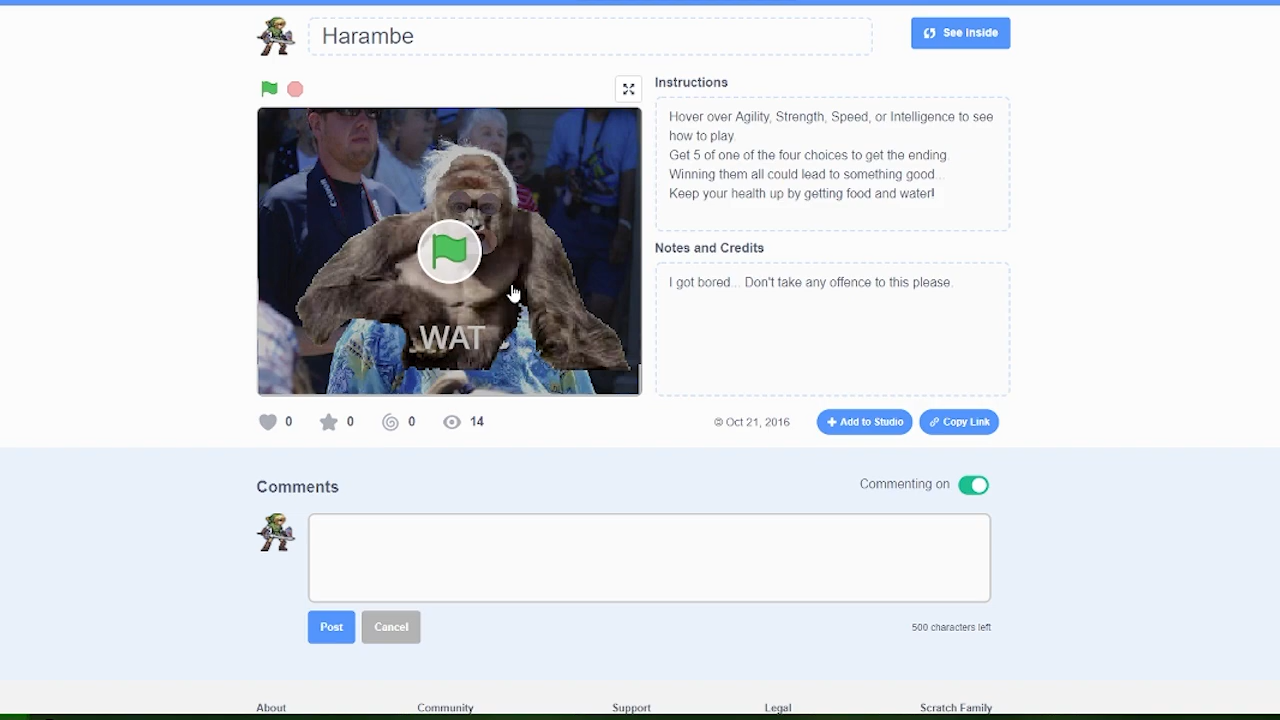 Harambe
See inside
Instructions
Hover over Agility, Strength, Speed, or Intelligence to see
how to play.
Get 5 of one of the four choices to get the ending.
Winning them all could lead to something good...
Keep your health up by getting food and water!
WAT
Notes and Credits
I got bored... Don't take any offence to this please.
0
0
0
14
© Oct 21, 2016
Add to Studio
Copy Link
Comments
Commenting on
Post
Cancel
500 characters left
About
Community
Support
Legal
Scratch Family